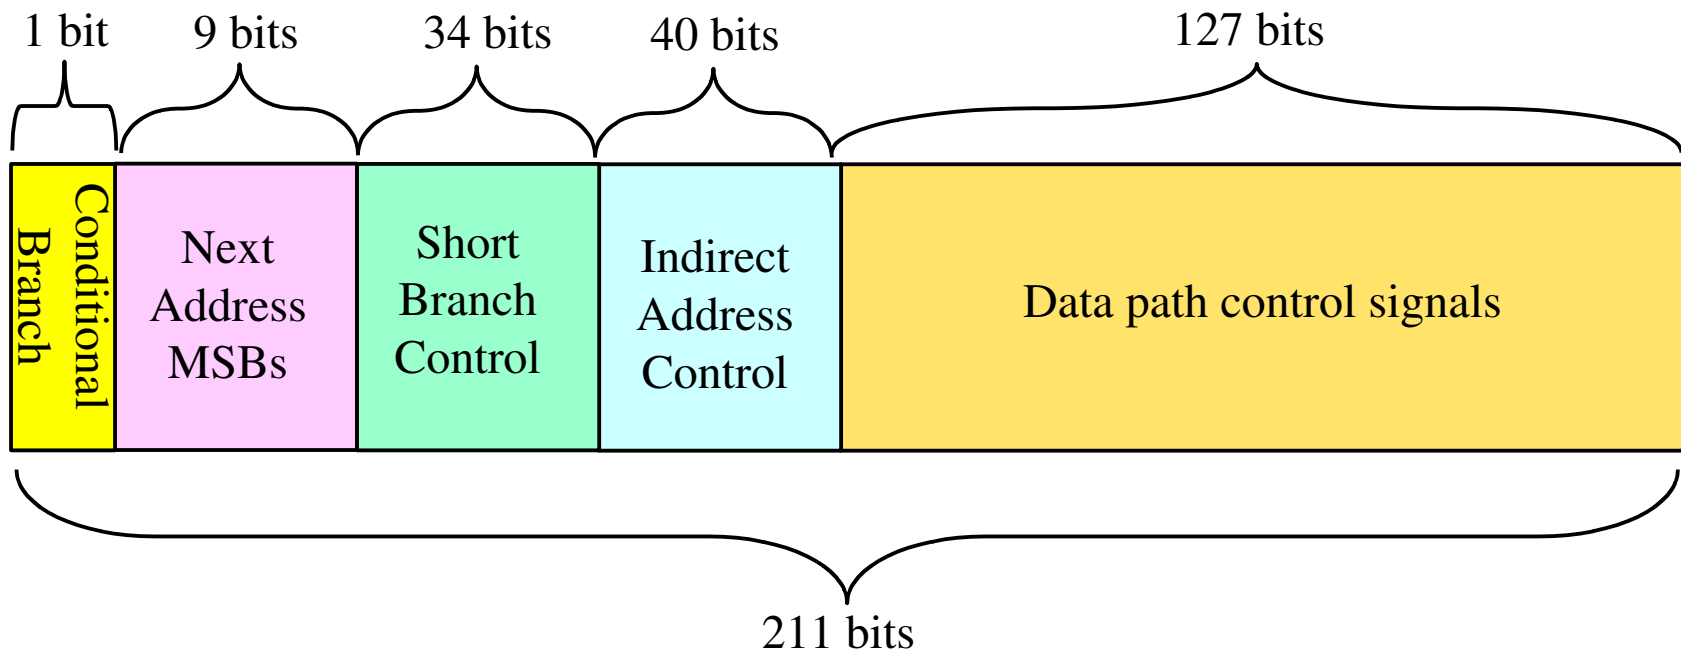 1 bit
9 bits
34 bits
40 bits
127 bits
Conditional
Branch
Next
Address
MSBs
Short
Branch
Control
Indirect
Address
Control
Data path control signals
211 bits